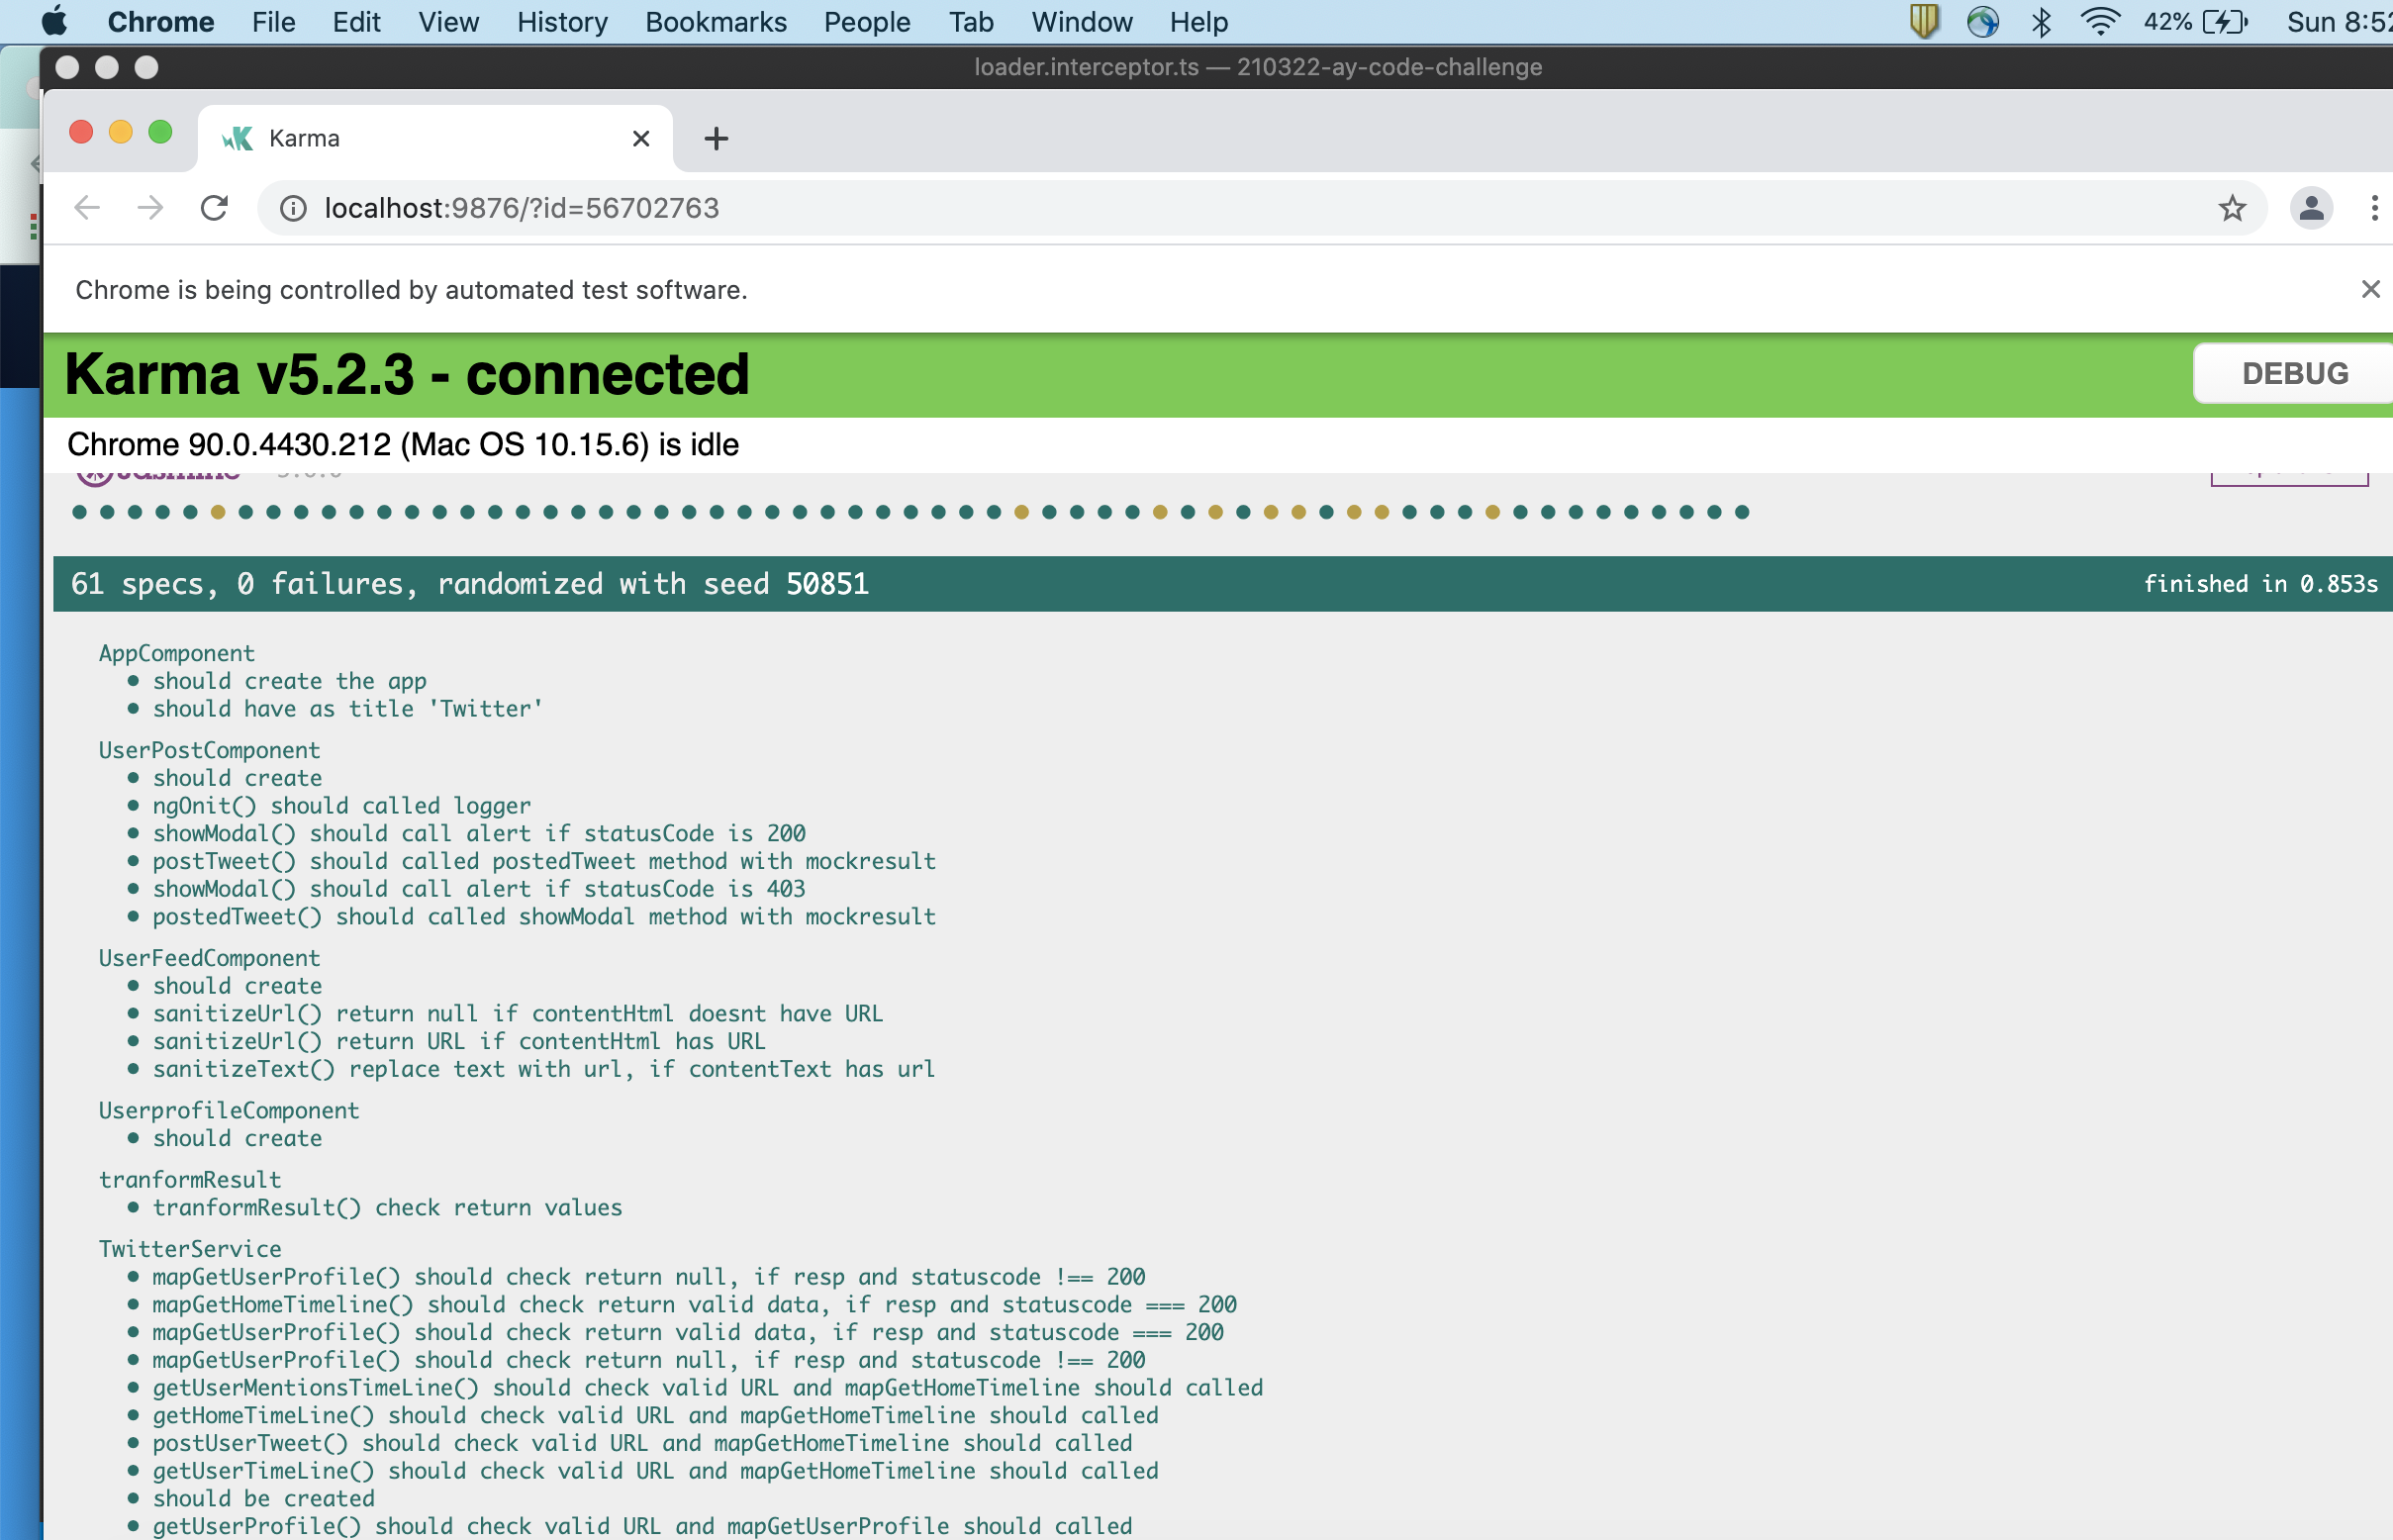 Chrome File Edit View History Bookmarks People Tab Window Help 42% Sun 8:52
loader.interceptor.ts — 210322-ay-code-challenge
Karma
localhost:9876/?id=56702763
Chrome is being controlled by automated test software.
Karma v5.2.3 - connected
DEBUG
Chrome 90.0.4430.212 (Mac OS 10.15.6) is idle
61 specs, 0 failures, randomized with seed 50851
finished in 0.853s
AppComponent
• should create the app
• should have as title 'Twitter'
UserPostComponent
• should create
• ngOnit() should called logger
• showModal() should call alert if statusCode is 200
• postTweet() should called postedTweet method with mockresult
• showModal() should call alert if statusCode is 403
• postedTweet() should called showModal method with mockresult
UserFeedComponent
• should create
• sanitizeUrl() return null if contentHtml doesnt have URL
• sanitizeUrl() return URL if contentHtml has URL
• sanitizeText() replace text with url, if contentText has url
UserprofileComponent
• should create
tranformResult
• tranformResult() check return values
TwitterService
• mapGetUserProfile() should check return null, if resp and statuscode !== 200
• mapGetHomeTimeline() should check return valid data, if resp and statuscode === 200
• mapGetUserProfile() should check return valid data, if resp and statuscode === 200
• mapGetUserProfile() should check return null, if resp and statuscode !== 200
• getUserMentionsTimeLine() should check valid URL and mapGetHomeTimeline should called
• getHomeTimeLine() should check valid URL and mapGetHomeTimeline should called
• postUserTweet() should check valid URL and mapGetHomeTimeline should called
• getUserTimeLine() should check valid URL and mapGetHomeTimeline should called
• should be created
• getUserProfile() should check valid URL and mapGetUserProfile should called